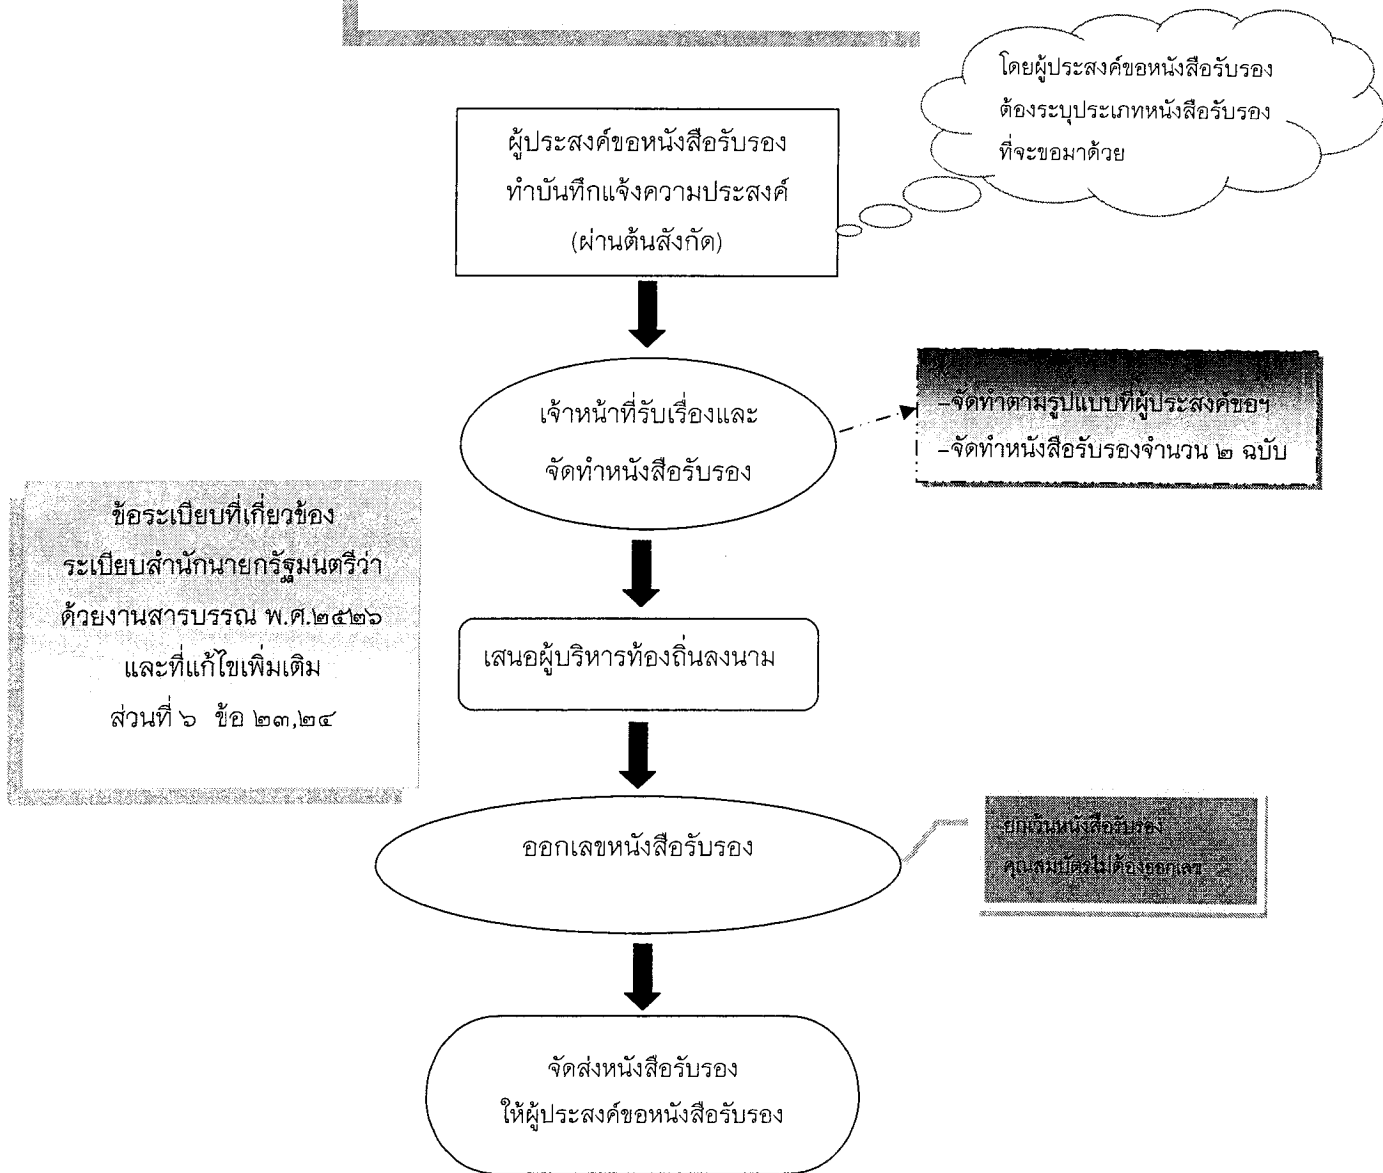 โดยผู้ประสงค์ขอหนังสือรับรอง
ต้องระบุประเภทหนังสือรับรอง
ที่จะขอมาด้วย
ผู้ประสงค์ขอหนังสือรับรอง
ทำบันทึกแจ้งความประสงค์
(ผ่านต้นสังกัด)
เจ้าหน้าที่รับเรื่องและ
จัดทำหนังสือรับรอง
-จัดทำตามรูปแบบที่ผู้ประสงค์ขอฯ
-จัดทำหนังสือรับรองจำนวน ๒ ฉบับ
ข้อระเบียบที่เกี่ยวข้อง
ระเบียบสำนักนายกรัฐมนตรีว่า
ด้วยงานสารบรรณ พ.ศ.๒๕๒๖
และที่แก้ไขเพิ่มเติม
ส่วนที่ ๖ ข้อ ๒๓,๒๔
เสนอผู้บริหารท้องถิ่นลงนาม
ออกเลขหนังสือรับรอง
ยกเว้นหนังสือรับรอง
คุณสมบัตรไม่ต้องออกเลข
จัดส่งหนังสือรับรอง
ให้ผู้ประสงค์ขอหนังสือรับรอง